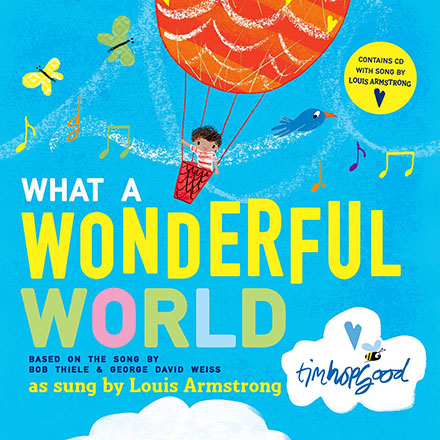 CONTAINS CD
WITH SONG BY
LOUIS ARMSTRONG
WHAT A
WONDERFUL
WORLD
BASED ON THE SONG BY
BOB THIELE & GEORGE DAVID WEISS
as sung by Louis Armstrong
timhopgood